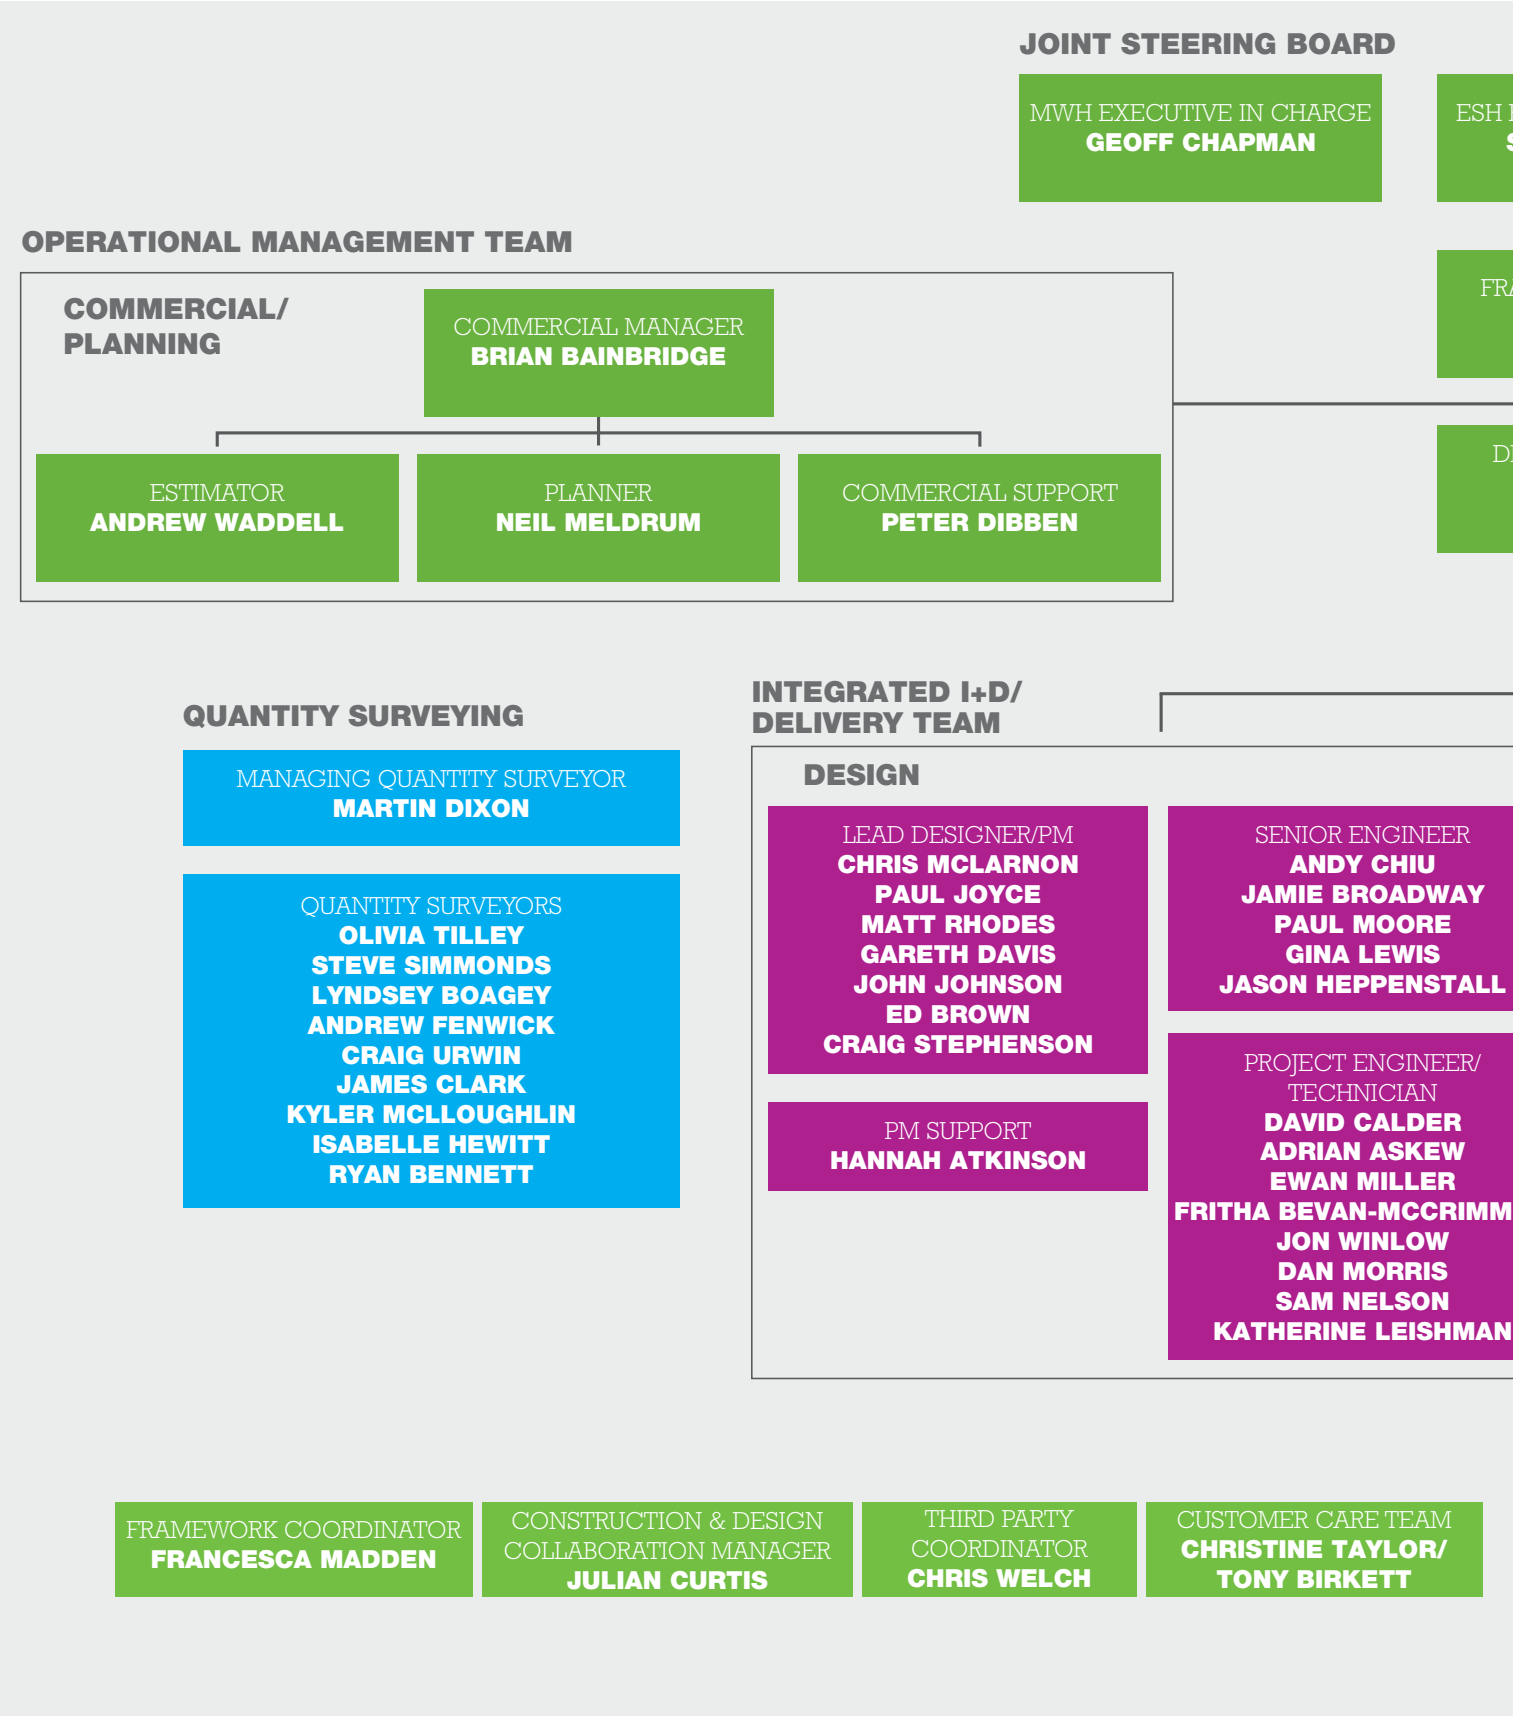 JOINT STEERING BOARD
MWH EXECUTIVE IN CHARGE
GEOFF CHAPMAN
ESH
OPERATIONAL MANAGEMENT TEAM
COMMERCIAL/
PLANNING
COMMERCIAL MANAGER
BRIAN BAINBRIDGE
ESTIMATOR
ANDREW WADDELL
PLANNER
NEIL MELDRUM
COMMERCIAL SUPPORT
PETER DIBBEN
QUANTITY SURVEYING
MANAGING QUANTITY SURVEYOR
MARTIN DIXON
QUANTITY SURVEYORS
OLIVIA TILLEY
STEVE SIMMONDS
LYNDSEY BOAGEY
ANDREW FENWICK
CRAIG URWIN
JAMES CLARK
KYLER MCLLOUGHLIN
ISABELLE HEWITT
RYAN BENNETT
INTEGRATED I+D/
DELIVERY TEAM
DESIGN
LEAD DESIGNER/PM
CHRIS MCLARNON
PAUL JOYCE
MATT RHODES
GARETH DAVIS
JOHN JOHNSON
ED BROWN
CRAIG STEPHENSON
PM SUPPORT
HANNAH ATKINSON
SENIOR ENGINEER
ANDY CHIU
JAMIE BROADWAY
PAUL MOORE
GINA LEWIS
JASON HEPPENSTALL
PROJECT ENGINEER/
TECHNICIAN
DAVID CALDER
ADRIAN ASKEW
EWAN MILLER
FRITHA BEVAN-MCCRIMM
JON WINLOW
DAN MORRIS
SAM NELSON
KATHERINE LEISHMAN
FRAMEWORK COORDINATOR
FRANCESCA MADDEN
CONSTRUCTION & DESIGN
COLLABORATION MANAGER
JULIAN CURTIS
THIRD PARTY
COORDINATOR
CHRIS WELCH
CUSTOMER CARE TEAM
CHRISTINE TAYLOR/
TONY BIRKETT